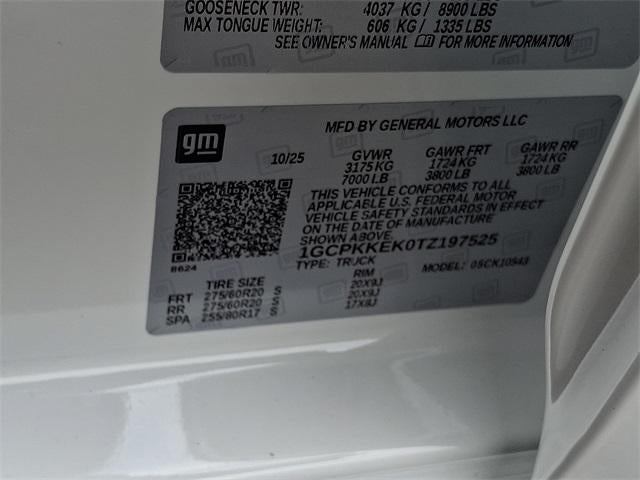 GOOSENECK TWR: 4037 KG / 8900 LBS
MAX TONGUE WEIGHT: 606 KG / 1335 LBS
SEE OWNER'S MANUAL FOR MORE INFORMATION
gm
MFD BY GENERAL MOTORS LLC
10/25 GVWR GAWR FRT GAWR RR
3175 KG 1724 KG 1724 KG
7000 LB 3800 LB 3800 LB
THIS VEHICLE CONFORMS TO ALL
APPLICABLE U.S. FEDERAL MOTOR
VEHICLE SAFETY STANDARDS IN EFFECT
ON THE DATE OF MANUFACTURE
SHOWN ABOVE.
1GCPKKEK0TZ197525
8624
TYPE: TRUCK MODEL: 05CK10543
TIRE SIZE RIM
FRT 275/60R20 S 20X9J
RR 275/60R20 S 20X9J
SPA 255/80R17 S 17X8J